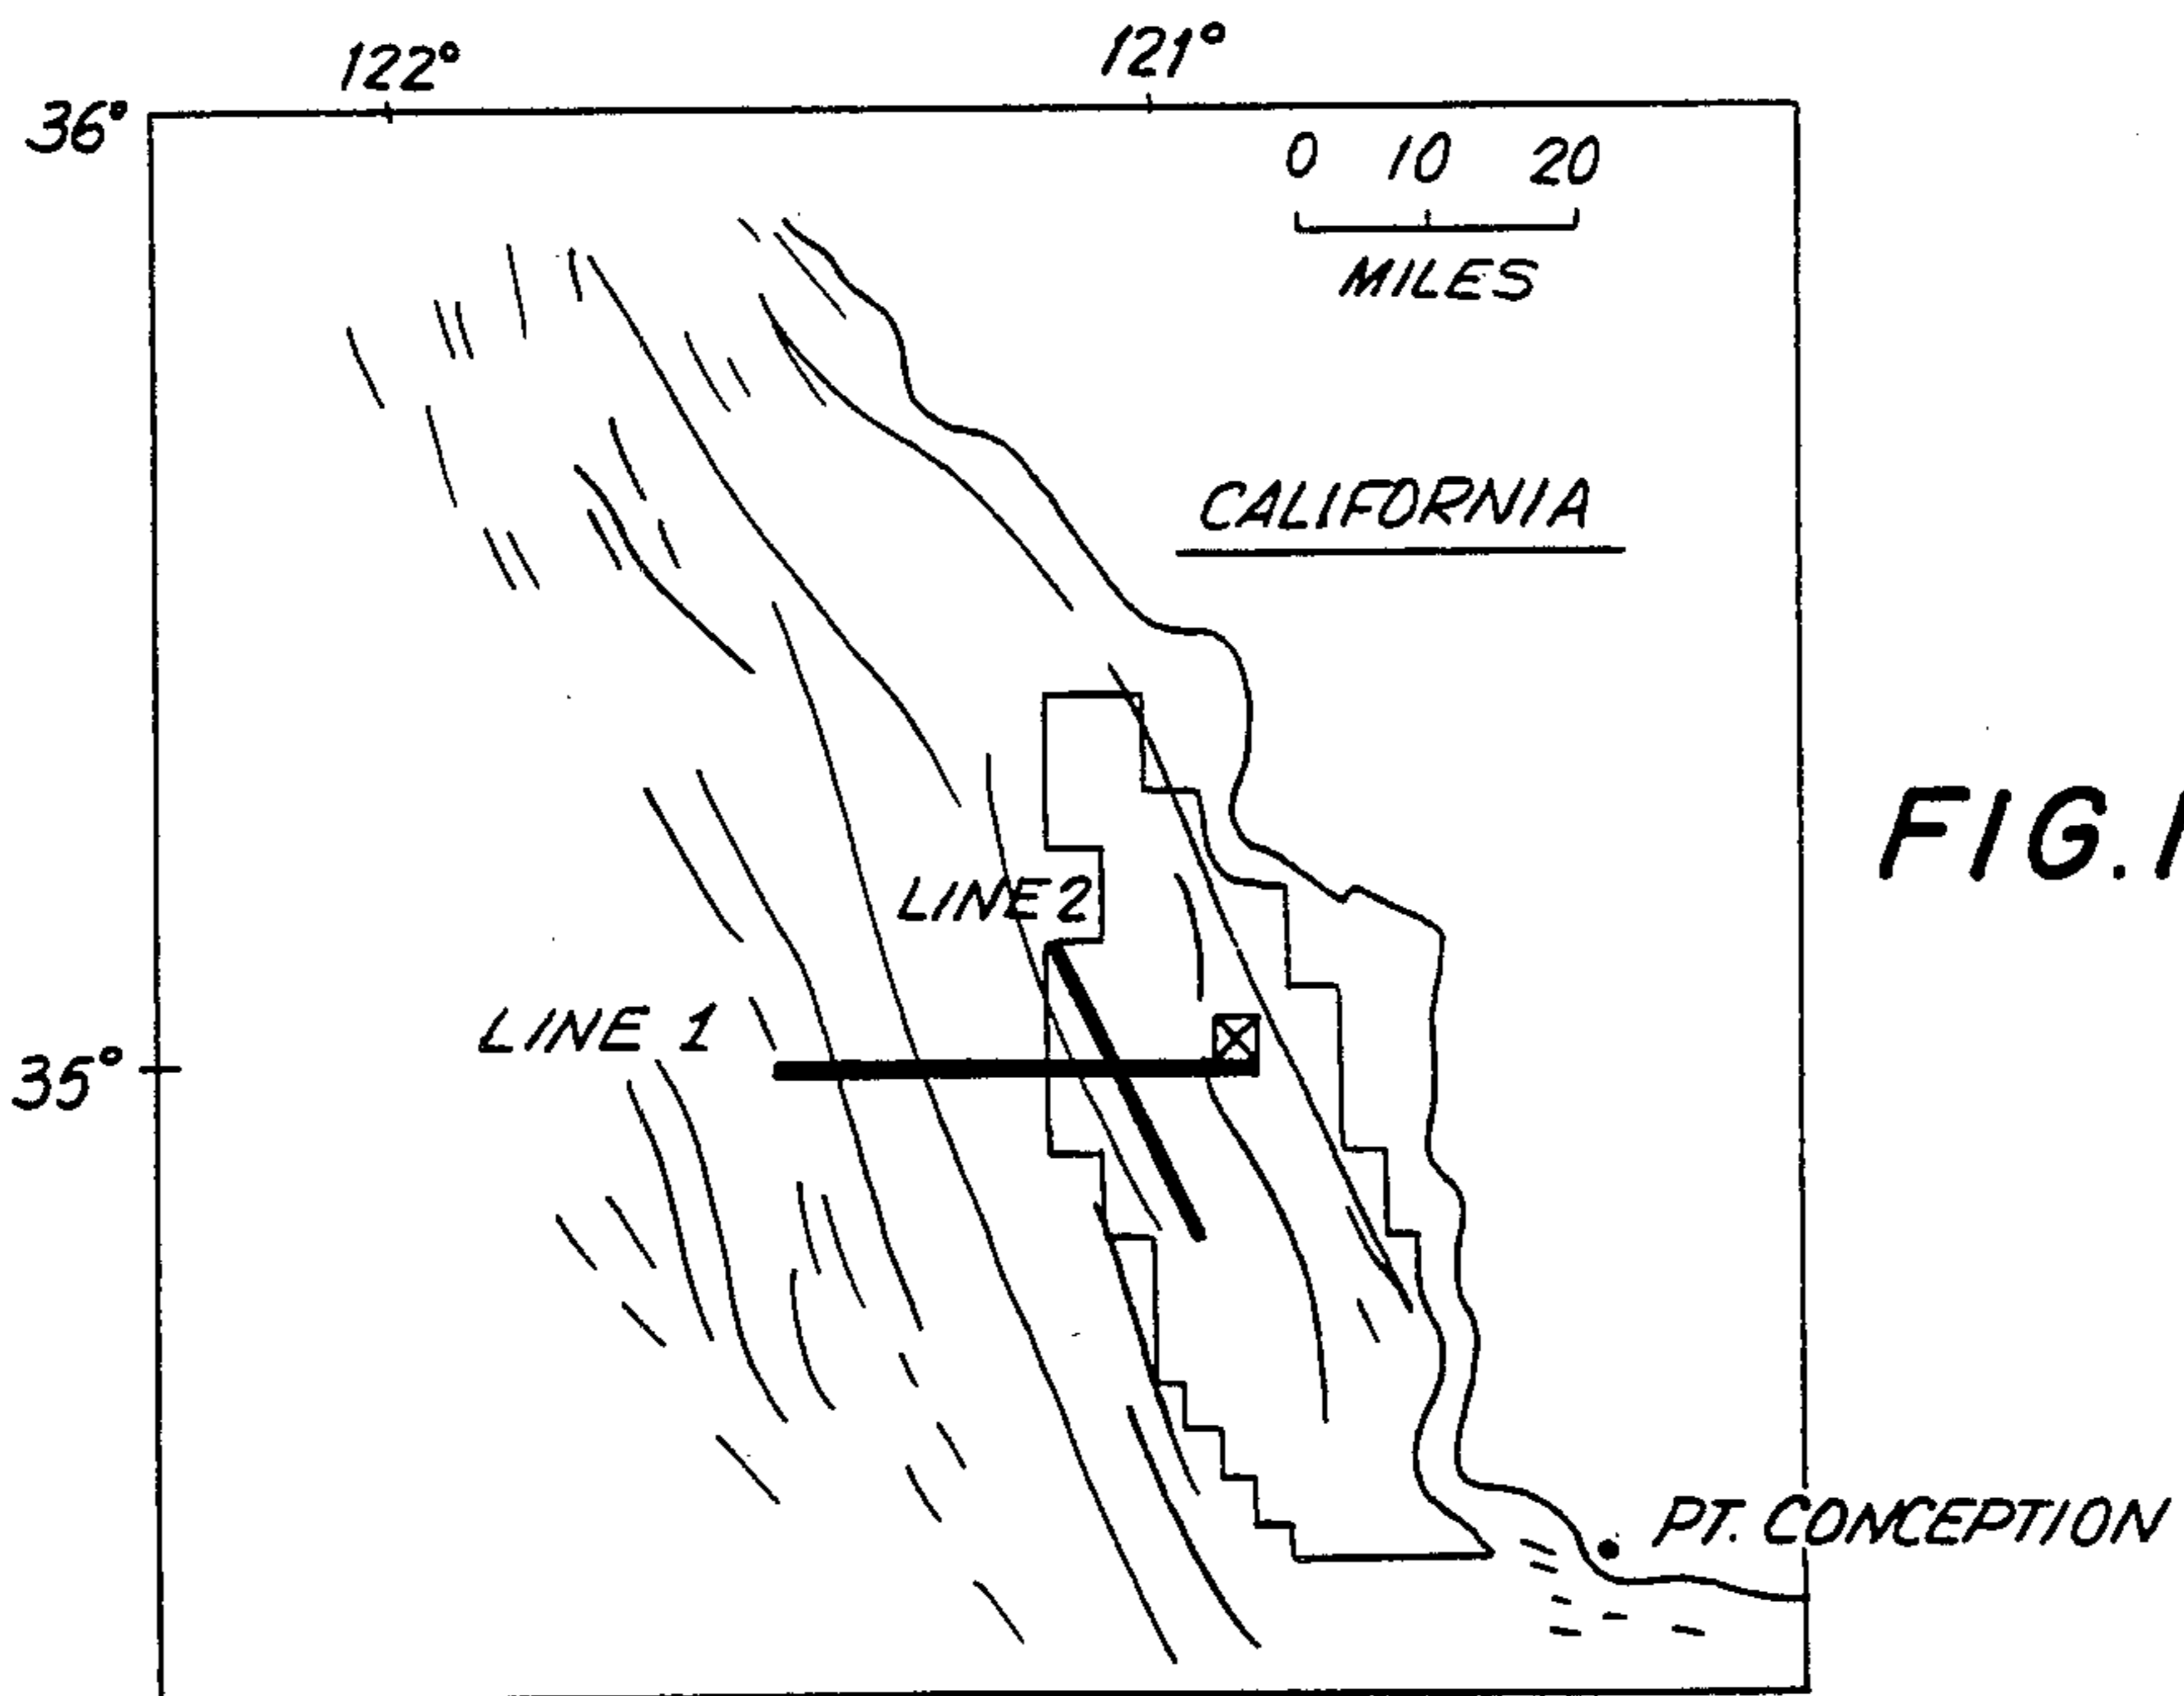 122° 121°
36°
0 10 20
MILES
CALIFORNIA
FIG.1
LINE 2
LINE 1
35°
PT. CONCEPTION